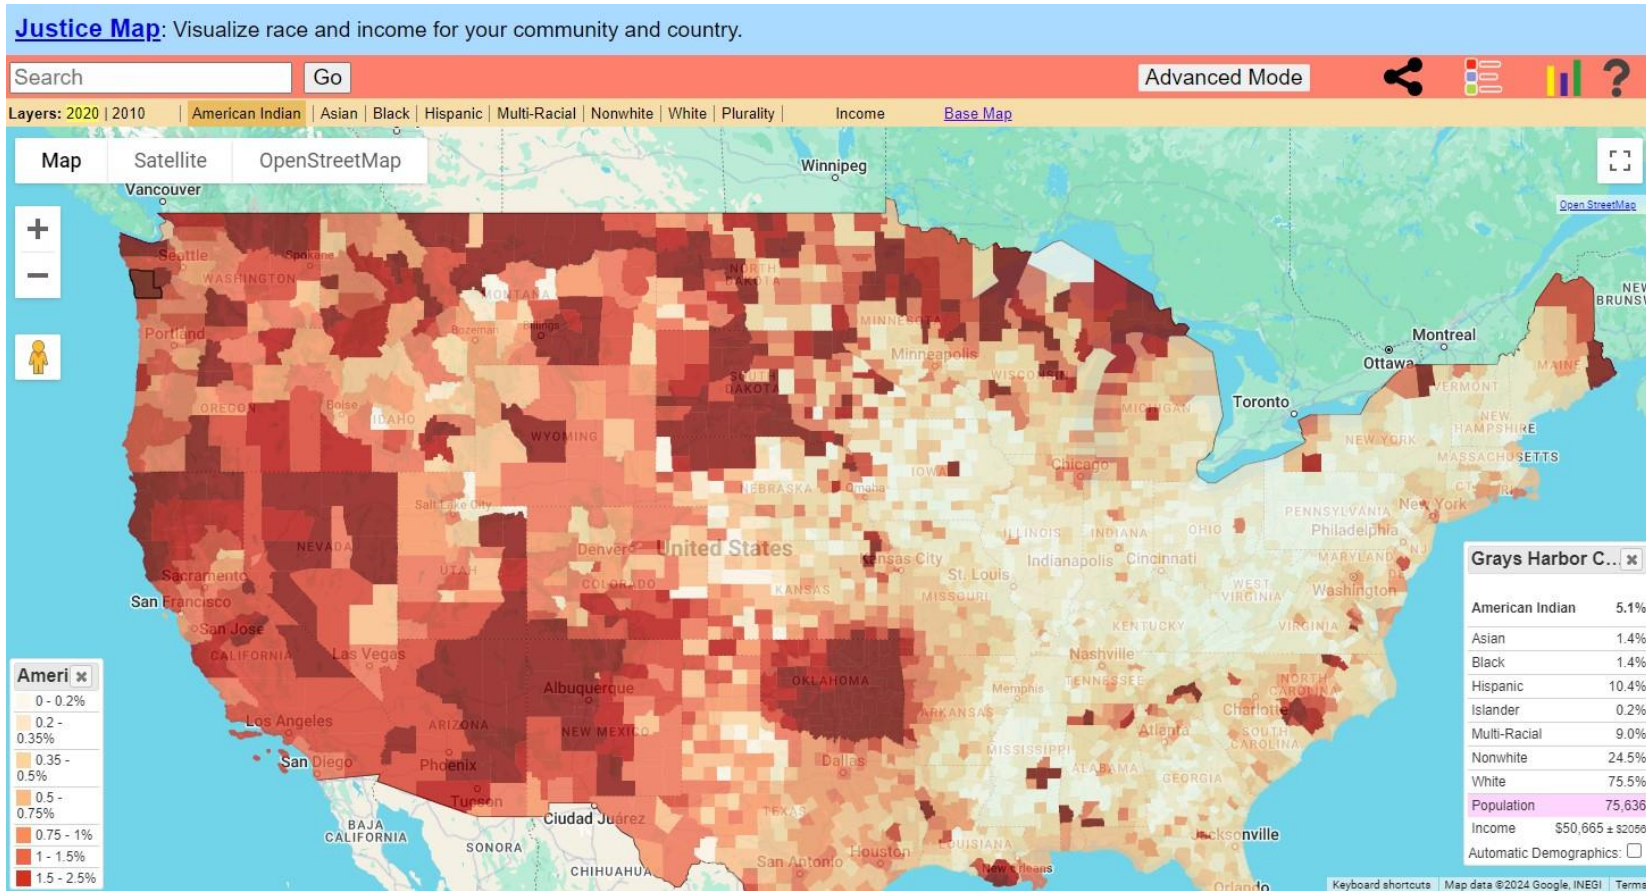 Justice Map: Visualize race and income for your community and country.
Search
Go
Advanced Mode
?
Layers: 2020 | 2010 | American Indian | Asian | Black | Hispanic | Multi-Racial | Nonwhite | White | Plurality | Income Base Map
Map Satellite OpenStreetMap
Winnipeg
Vancouver
Open StreetMap
+
−
Seattle
Spokane
WASHINGTON
NORTH DAKOTA
MONTANA
NEW BRUNSW
Portland
Bozeman
Billings
MINNESOTA
Montreal
Ottawa
Minneapolis
WISCONSIN
MAINE
VERMONT
SOUTH DAKOTA
OREGON
Boise
IDAHO
MICHIGAN
Toronto
NEW HAMPSHIRE
WYOMING
NEW YORK
MASSACHUSETTS
IOWA
Chicago
NEBRASKA
Omaha
CT
RI
Salt Lake City
New York
PENNSYLVANIA
Philadelphia
NEVADA
Denver
United States
ILLINOIS
INDIANA
OHIO
MARYLAND
NJ
UTAH
COLORADO
Kansas City
Indianapolis
Cincinnati
Sacramento
St. Louis
KANSAS
MISSOURI
WEST VIRGINIA
Washington
San Francisco
San Jose
KENTUCKY
VIRGINIA
CALIFORNIA
Las Vegas
Nashville
Albuquerque
OKLAHOMA
Memphis
TENNESSEE
NORTH CAROLINA
Charlotte
Los Angeles
ARIZONA
NEW MEXICO
ARKANSAS
Atlanta
SOUTH CAROLINA
San Diego
Phoenix
Dallas
MISSISSIPPI
ALABAMA
GEORGIA
Tucson
Ciudad Juárez
TEXAS
BAJA CALIFORNIA
SONORA
Jacksonville
LOUISIANA
Houston
San Antonio
New Orleans
CHIHUAHUA
Orlando
Ameri ×
0 - 0.2%
0.2 -
0.35%
0.35 -
0.5%
0.5 -
0.75%
0.75 - 1%
1 - 1.5%
1.5 - 2.5%
Grays Harbor C... ×
American Indian 5.1%
Asian 1.4%
Black 1.4%
Hispanic 10.4%
Islander 0.2%
Multi-Racial 9.0%
Nonwhite 24.5%
White 75.5%
Population 75,636
Income $50,665 ± $2056
Automatic Demographics:
Keyboard shortcuts Map data ©2024 Google, INEGI Terms